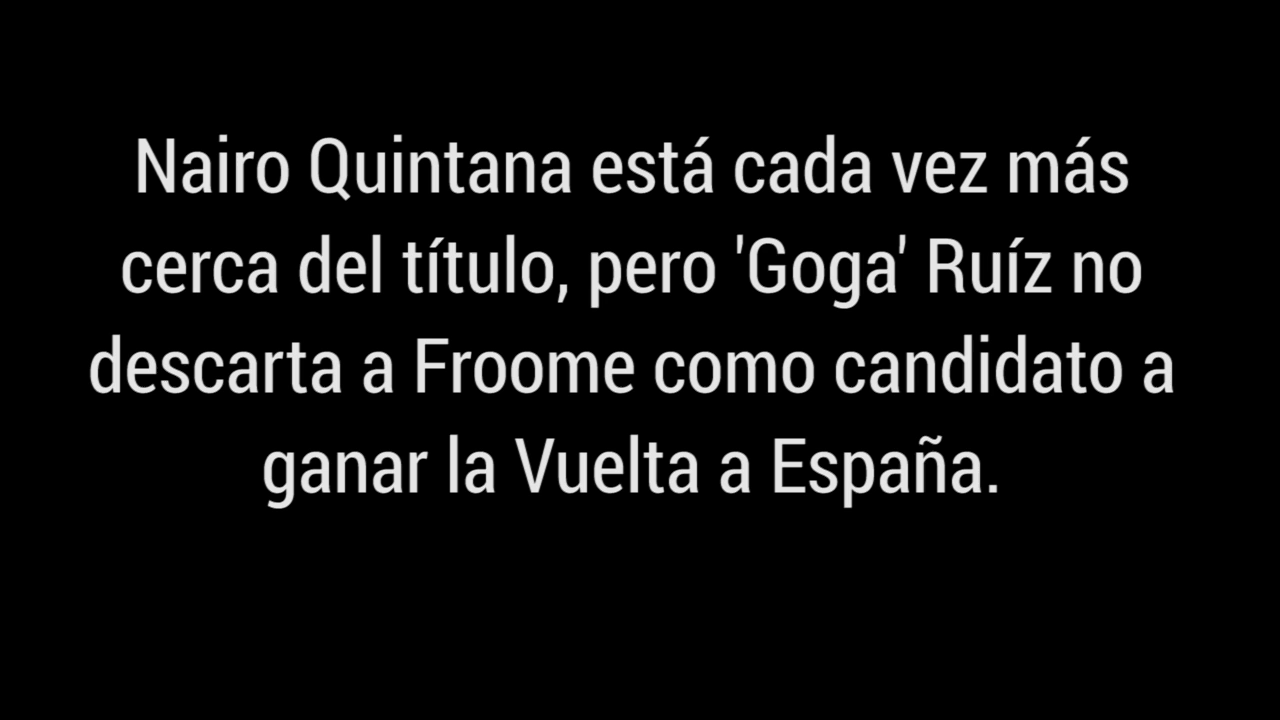 Nairo Quintana está cada vez más
cerca del título, pero 'Goga' Ruíz no
descarta a Froome como candidato a
ganar la Vuelta a España.